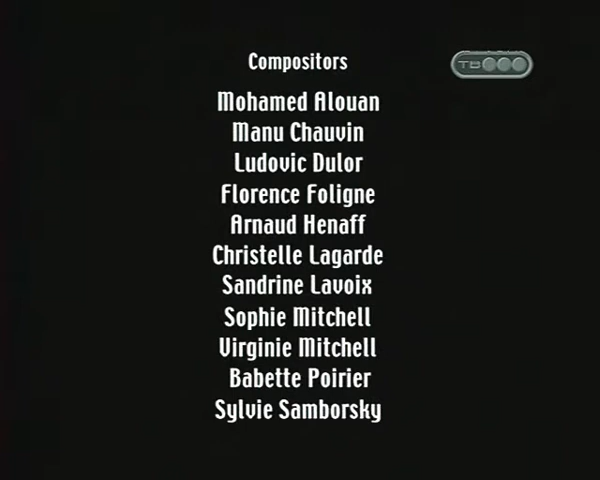 Compositors
TB
Mohamed Alouan
Manu Chauvin
Ludovic Dulor
Florence Foligne
Arnaud Henaff
Christelle Lagarde
Sandrine Lavoix
Sophie Mitchell
Virginie Mitchell
Babette Poirier
Sylvie Samborsky